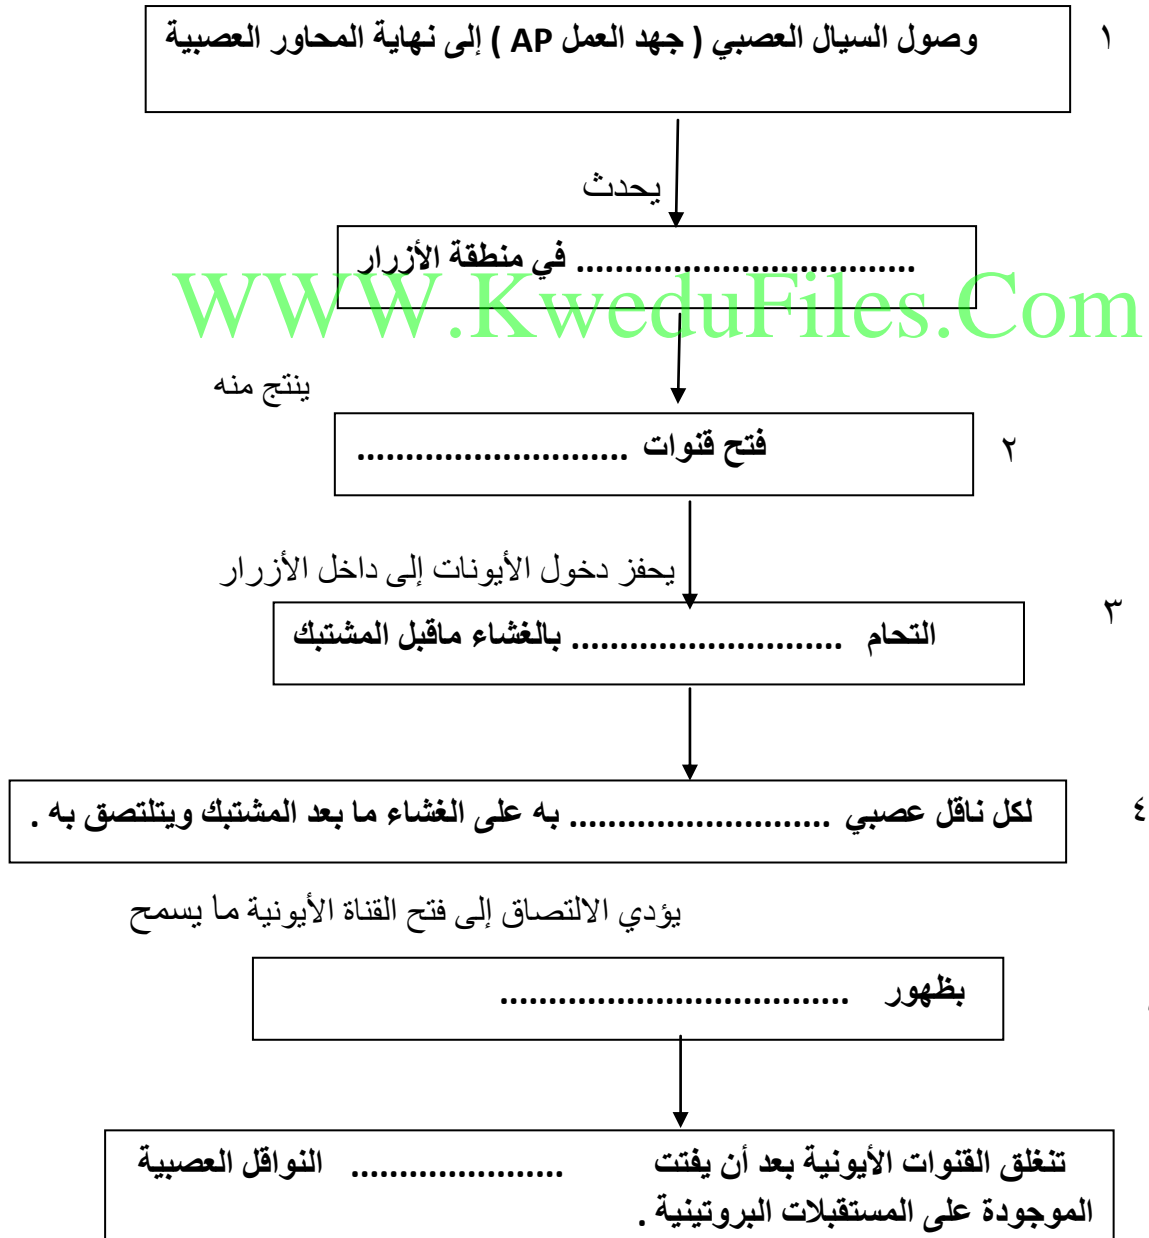 ١
وصول السيال العصبي ( جهد العمل AP ) إلى نهاية المحاور العصبية
يحدث
................................... في منطقة الأزرار
WWW.KweduFiles.Com
ينتج منه
٢
فتح قنوات ............................
يحفز دخول الأيونات إلى داخل الأزرار
٣
التحام ............................ بالغشاء ماقبل المشتبك
٤
لكل ناقل عصبي ........................... به على الغشاء ما بعد المشتبك ويتلتصق به .
يؤدي الالتصاق إلى فتح القناة الأيونية ما يسمح
بظهور ....................................
تنغلق القنوات الأيونية بعد أن يفتت ...................... النواقل العصبية
الموجودة على المستقبلات البروتينية .